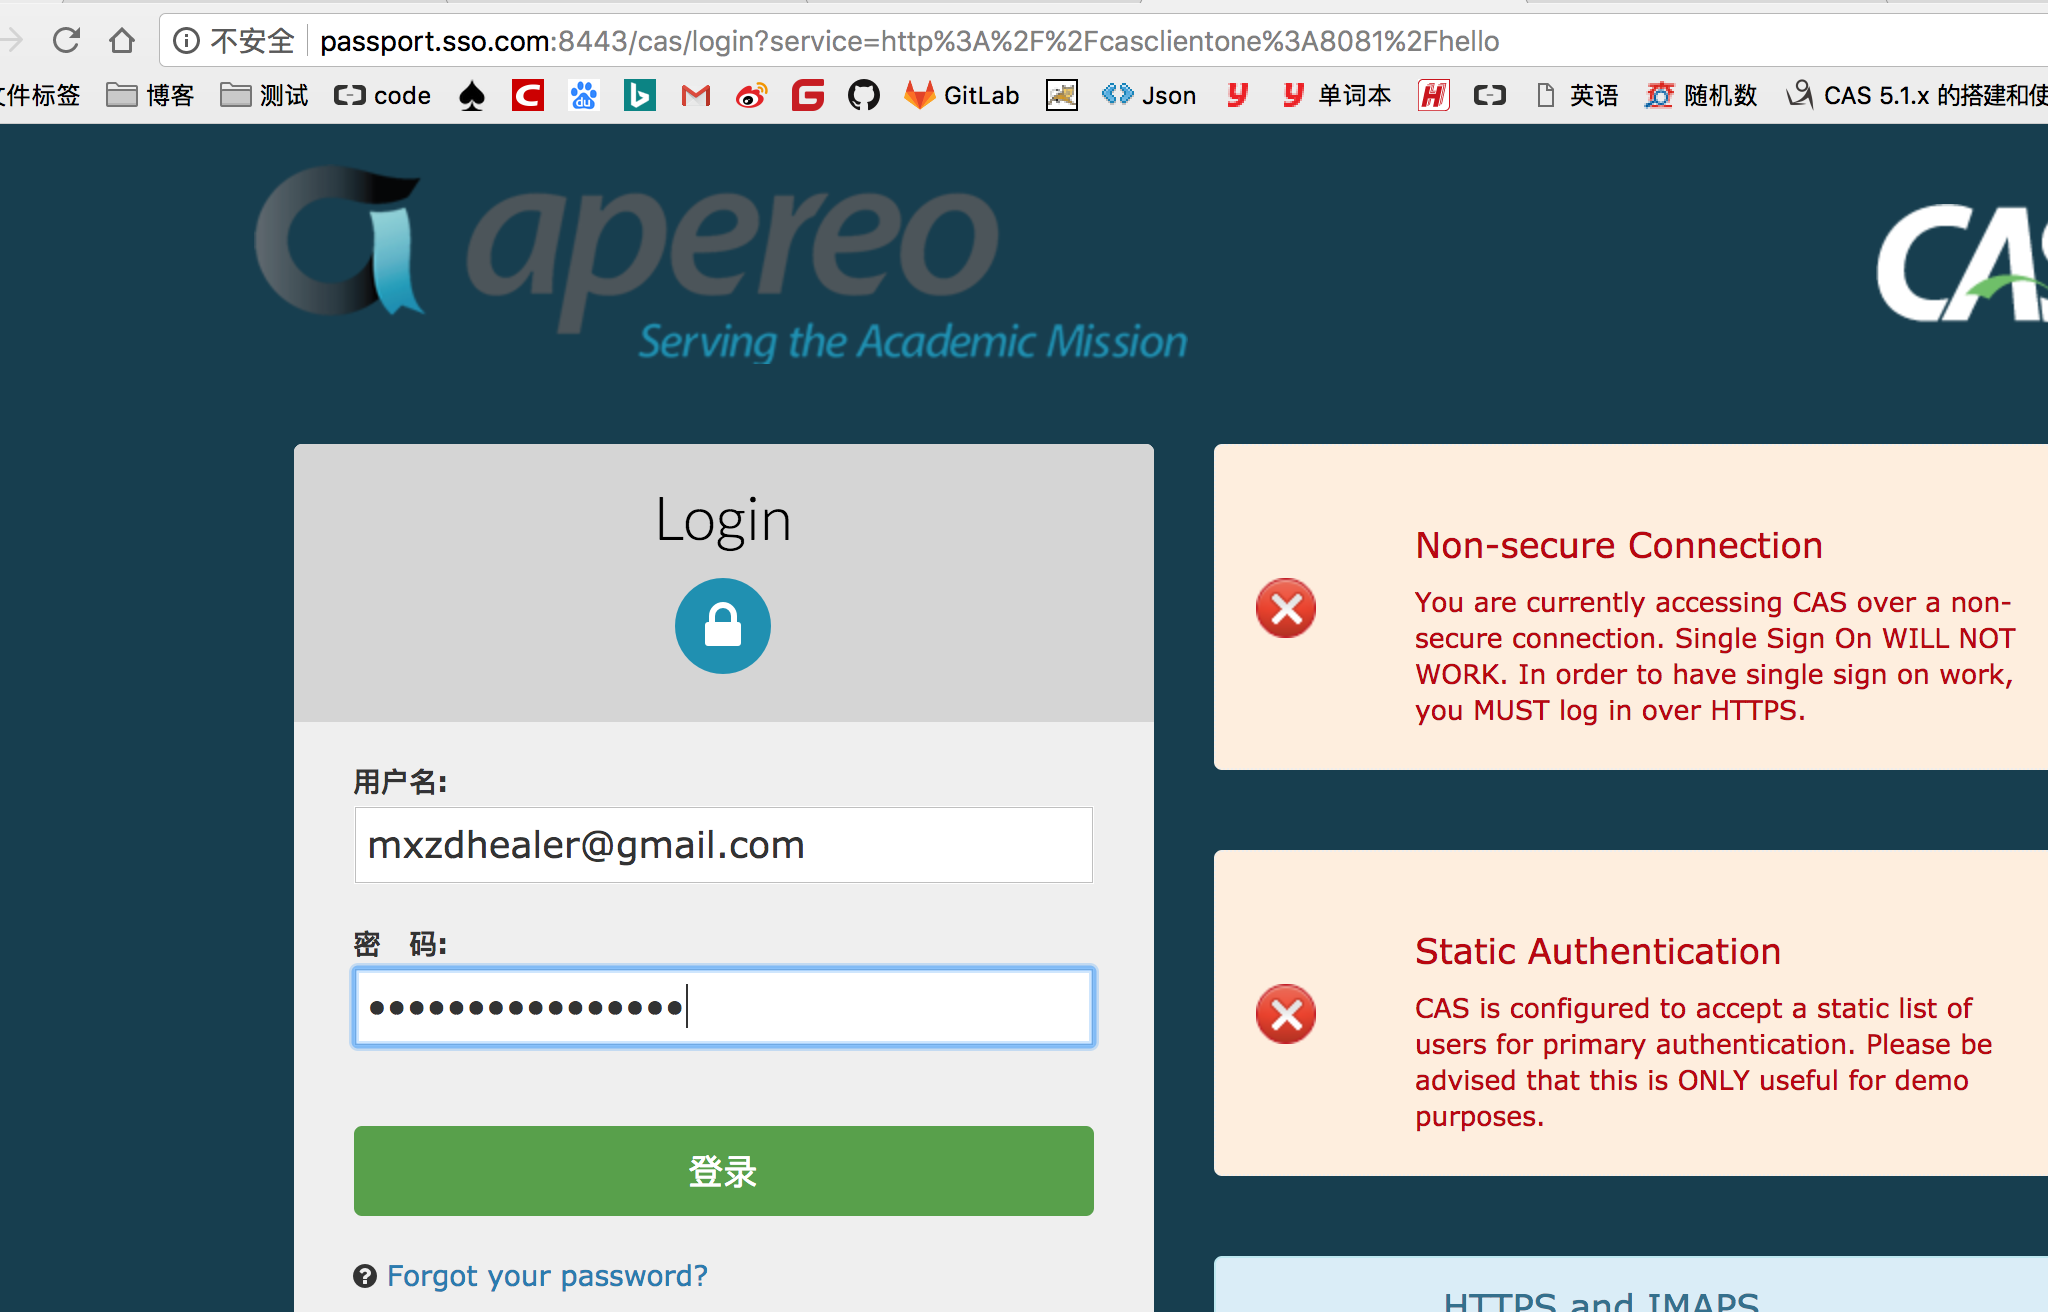 不安全 passport.sso.com:8443/cas/login?service=http%3A%2F%2Fcasclientone%3A8081%2Fhello
件标签 博客 测试 code GitLab Json 单词本 英语 随机数 CAS 5.1.x 的搭建和使
apereo
Serving the Academic Mission
CAS
Login
用户名:
mxzdhealer@gmail.com
密 码:
登录
Forgot your password?
Non-secure Connection
You are currently accessing CAS over a non-
secure connection. Single Sign On WILL NOT
WORK. In order to have single sign on work,
you MUST log in over HTTPS.
Static Authentication
CAS is configured to accept a static list of
users for primary authentication. Please be
advised that this is ONLY useful for demo
purposes.
HTTPS and IMAPS